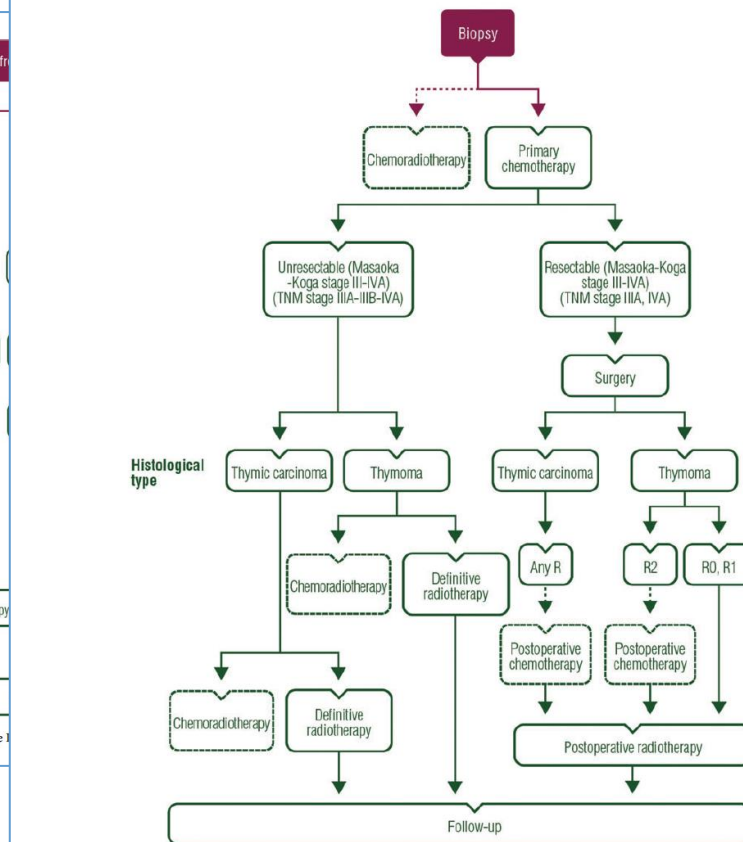 Biopsy
Chemoradiotherapy
Primary
chemotherapy
Unresectable (Masaoka
-Koga stage III-IVA)
(TNM stage IIIA-IIIB-IVA)
Resectable (Masaoka-Koga
stage III-IVA)
(TNM stage IIIA, IVA)
Surgery
Histological
type
Thymic carcinoma
Thymoma
Thymic carcinoma
Thymoma
Chemoradiotherapy
Definitive
radiotherapy
Any R
R2
R0, R1
Postoperative
chemotherapy
Postoperative
chemotherapy
Chemoradiotherapy
Definitive
radiotherapy
Postoperative radiotherapy
Follow-up